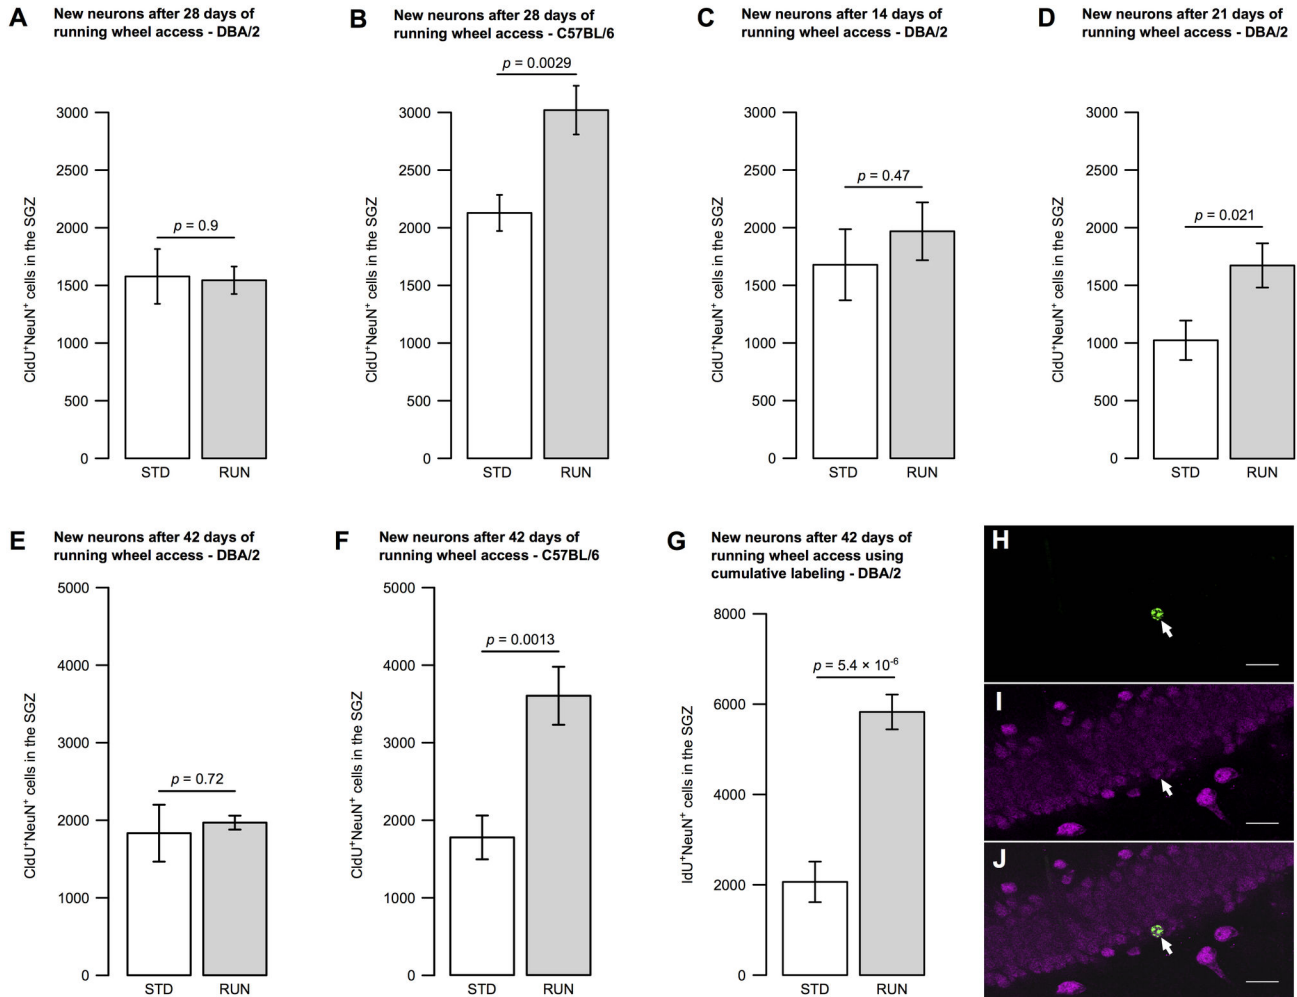 A
New neurons after 28 days of
running wheel access - DBA/2
3000
2500
2000
1500
1000
500
0
CldU+NeuN+ cells in the SGZ
p = 0.9
STD
RUN
B
New neurons after 28 days of
running wheel access - C57BL/6
3000
2500
2000
1500
1000
500
0
CldU+NeuN+ cells in the SGZ
p = 0.0029
STD
RUN
C
New neurons after 14 days of
running wheel access - DBA/2
3000
2500
2000
1500
1000
500
0
CldU+NeuN+ cells in the SGZ
p = 0.47
STD
RUN
D
New neurons after 21 days of
running wheel access - DBA/2
3000
2500
2000
1500
1000
500
0
CldU+NeuN+ cells in the SGZ
p = 0.021
STD
RUN
E
New neurons after 42 days of
running wheel access - DBA/2
5000
4000
3000
2000
1000
0
CldU+NeuN+ cells in the SGZ
p = 0.72
STD
RUN
F
New neurons after 42 days of
running wheel access - C57BL/6
5000
4000
3000
2000
1000
0
CldU+NeuN+ cells in the SGZ
p = 0.0013
STD
RUN
G
New neurons after 42 days of
running wheel access using
cumulative labeling - DBA/2
8000
6000
4000
2000
0
IdU+NeuN+ cells in the SGZ
p = 5.4 × 10-6
STD
RUN
H
I
J